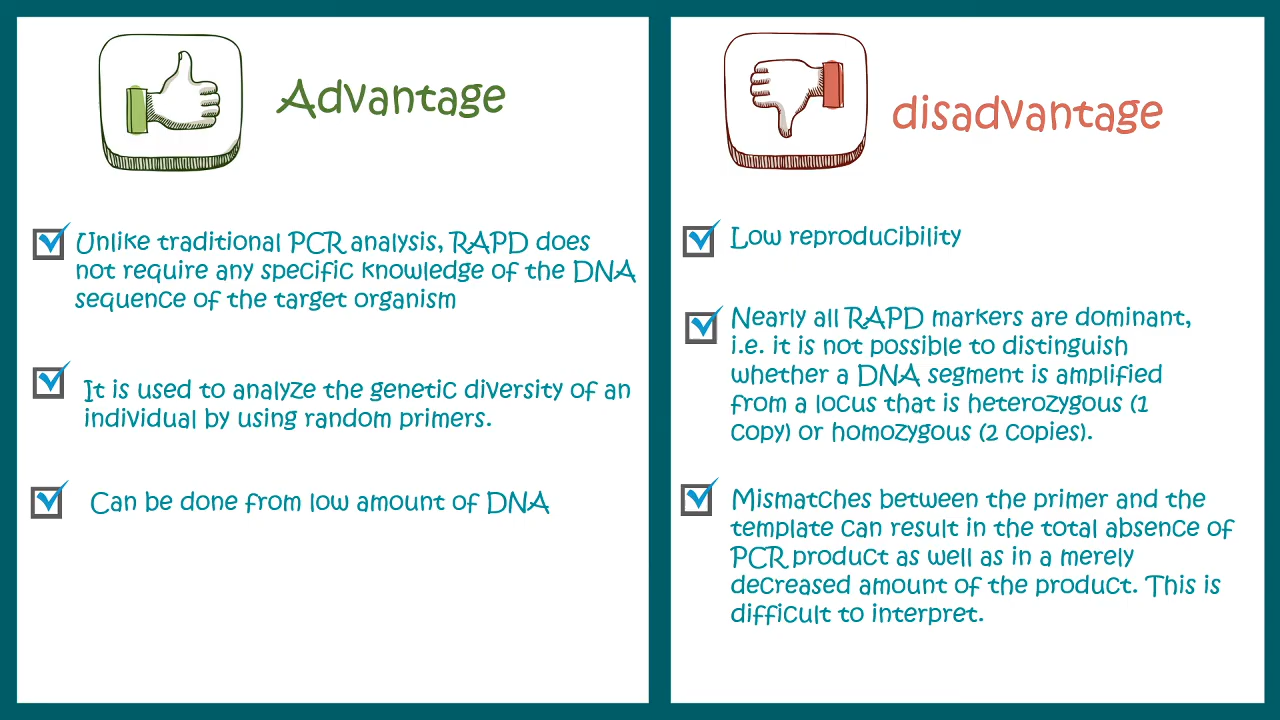 Advantage
Unlike traditional PCR analysis, RAPD does
not require any specific knowledge of the DNA
sequence of the target organism
It is used to analyze the genetic diversity of an
individual by using random primers.
Can be done from low amount of DNA
disadvantage
Low reproducibility
Nearly all RAPD markers are dominant,
i.e. it is not possible to distinguish
whether a DNA segment is amplified
from a locus that is heterozygous (1
copy) or homozygous (2 copies).
Mismatches between the primer and the
template can result in the total absence of
PCR product as well as in a merely
decreased amount of the product. This is
difficult to interpret.